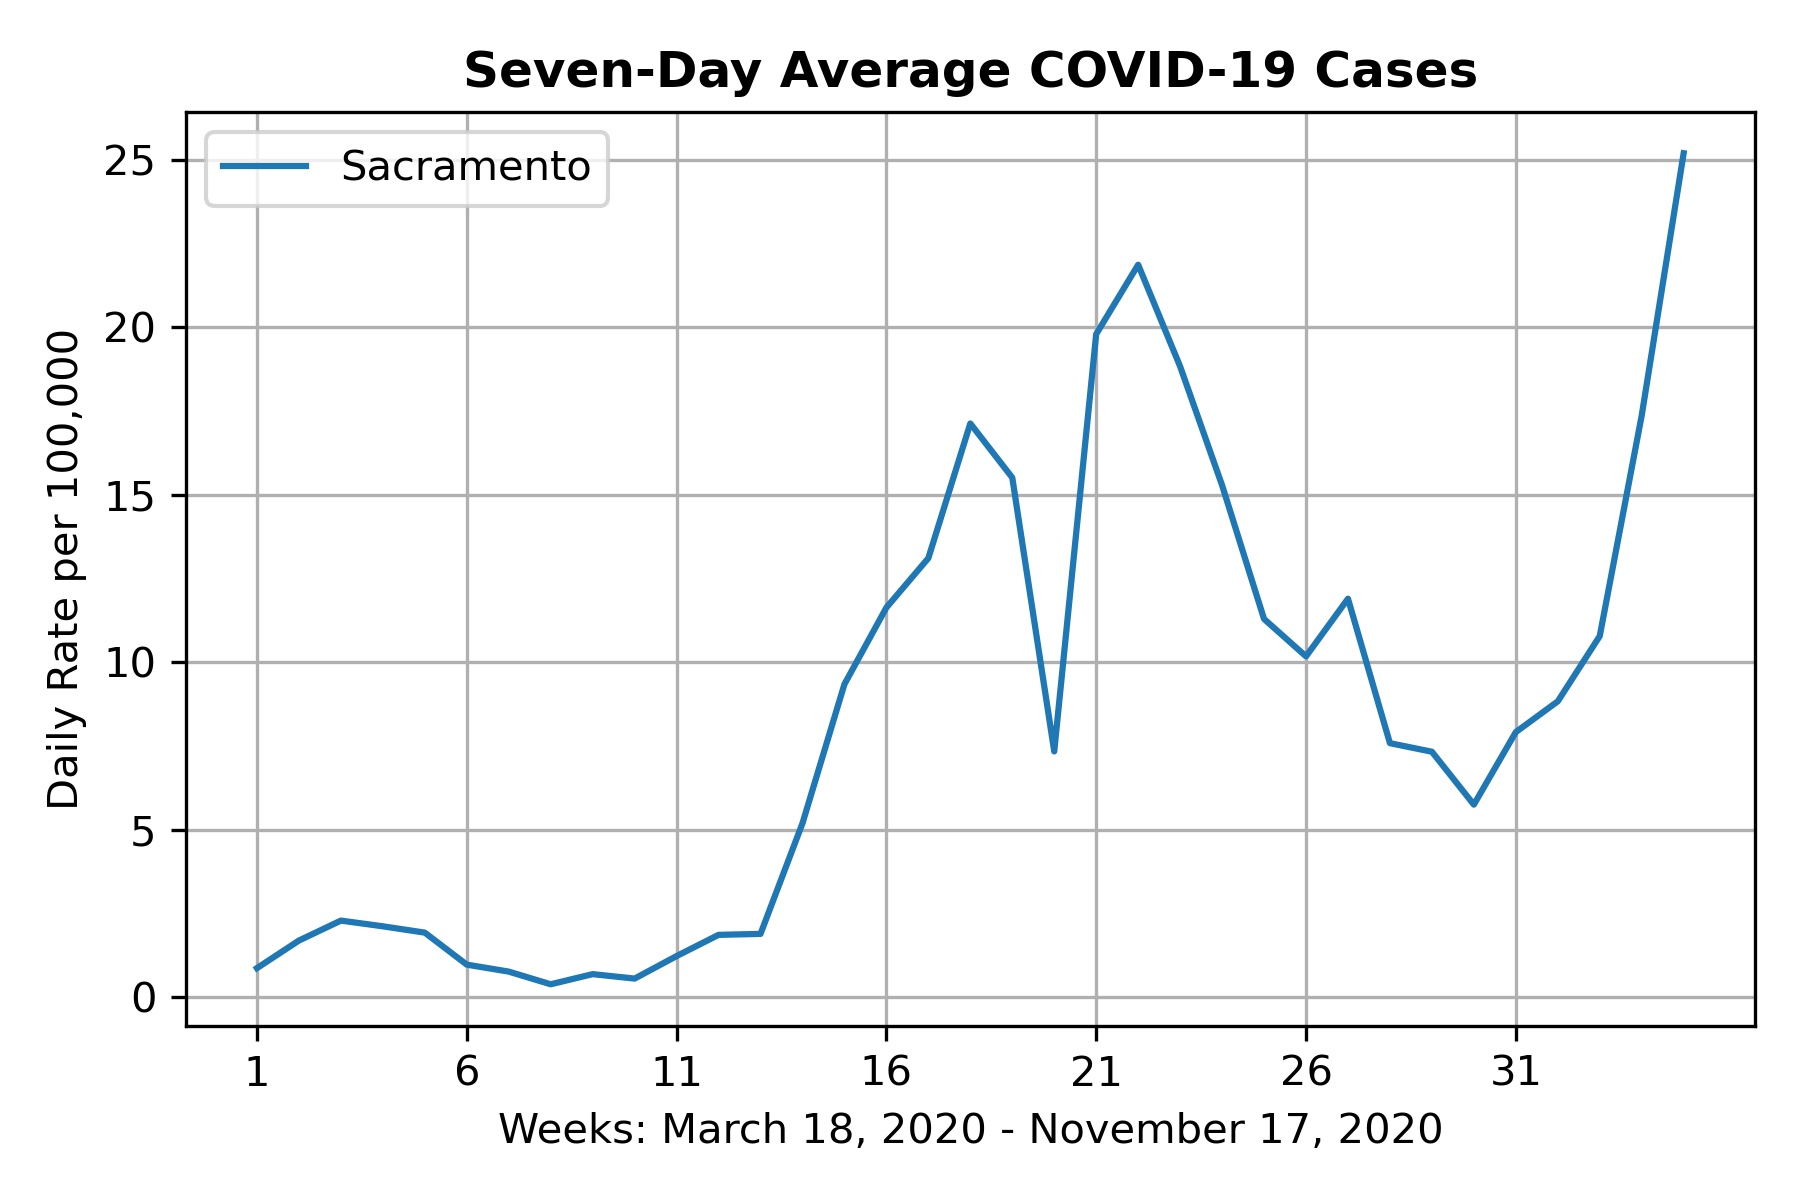 Seven-Day Average COVID-19 Cases
Sacramento
25
20
15
10
5
0
Daily Rate per 100,000
1 6 11 16 21 26 31
Weeks: March 18, 2020 - November 17, 2020